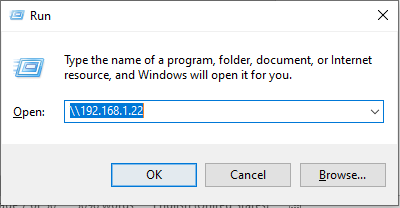 Run
Type the name of a program, folder, document, or Internet
resource, and Windows will open it for you.
Open: \\192.168.1.22
OK Cancel Browse...